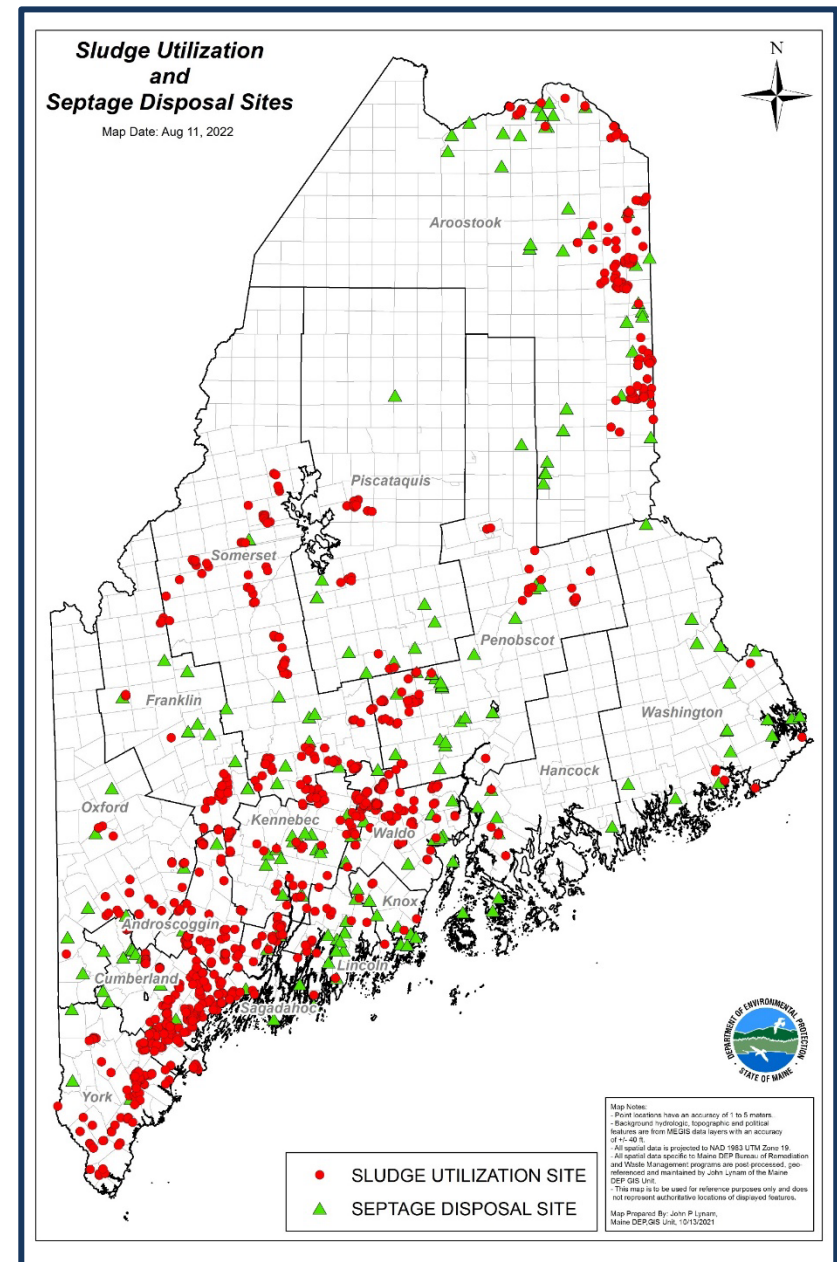 Sludge Utilization
and
Septage Disposal Sites
Map Date: Aug 11, 2022
N
Aroostook
Piscataquis
Somerset
Penobscot
Franklin
Washington
Hancock
Oxford
Kennebec
Waldo
Knox
Androscoggin
Lincoln
Cumberland
Sagadahoc
York
DEPARTMENT OF ENVIRONMENTAL PROTECTION
STATE OF MAINE
Map Notes:
- Point locations have an accuracy of 1 to 5 meters.
- Background hydrologic, topographic and political
features are from MEGIS data layers with an accuracy
of +/- 40 ft.
- All spatial data is projected to NAD 1983 UTM Zone 19.
- All spatial data specific to Maine DEP Bureau of Remediation
and Waste Management programs are post-processed, geo-
referenced and maintained by John Lynam of the Maine
DEP GIS Unit.
- This map is to be used for reference purposes only and does
not represent authoritative locations of displayed features.
Map Prepared By: John P Lynam,
Maine DEP,GIS Unit, 10/13/2021
SLUDGE UTILIZATION SITE
SEPTAGE DISPOSAL SITE